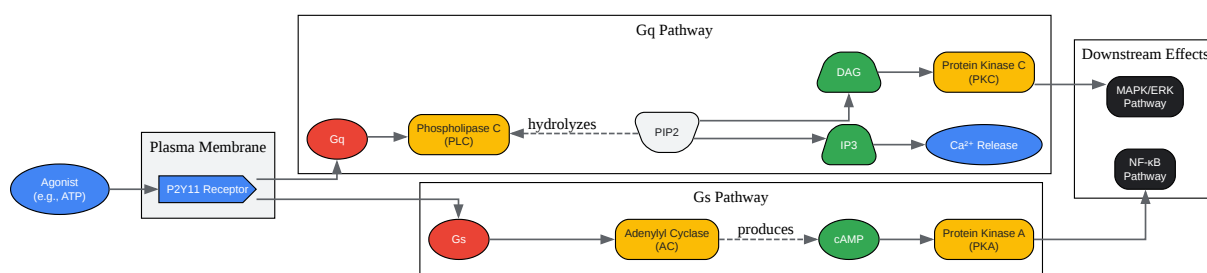 Gq Pathway
Downstream Effects
DAG
Protein Kinase C
(PKC)
MAPK/ERK
Pathway
Phospholipase C
(PLC)
hydrolyzes
PIP2
Gq
IP3
Ca²⁺ Release
Plasma Membrane
NF-κB
Pathway
Agonist
(e.g., ATP)
P2Y11 Receptor
Gs Pathway
Gs
Adenylyl Cyclase
(AC)
produces
cAMP
Protein Kinase A
(PKA)